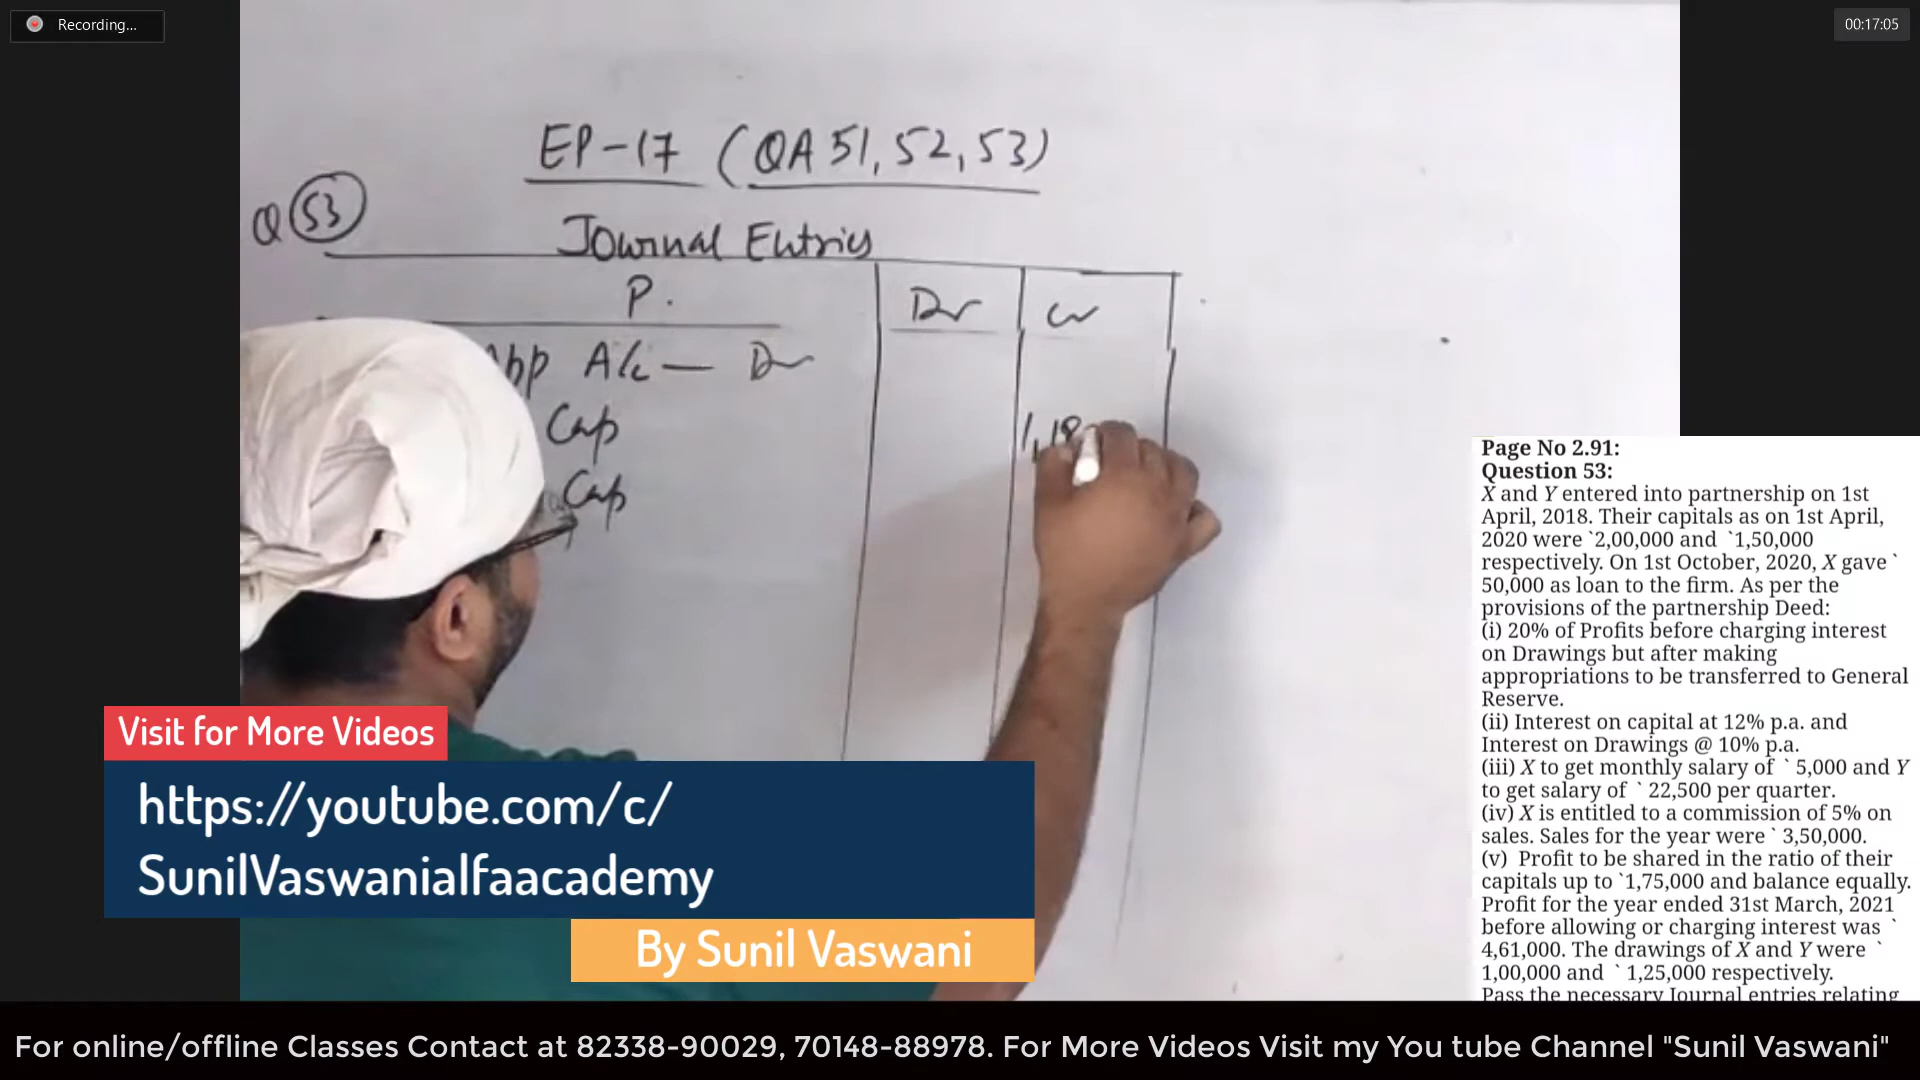 Recording...
00:17:05
EP-17 (QA 51, 52, 53)
Q 53
Journal Entries
P. Dr Cr
App A/c — Dr
Cap 1,18
Cap
Page No 2.91:
Question 53:
X and Y entered into partnership on 1st
April, 2018. Their capitals as on 1st April,
2020 were `2,00,000 and `1,50,000
respectively. On 1st October, 2020, X gave `
50,000 as loan to the firm. As per the
provisions of the partnership Deed:
(i) 20% of Profits before charging interest
on Drawings but after making
appropriations to be transferred to General
Reserve.
(ii) Interest on capital at 12% p.a. and
Interest on Drawings @ 10% p.a.
(iii) X to get monthly salary of ` 5,000 and Y
to get salary of ` 22,500 per quarter.
(iv) X is entitled to a commission of 5% on
sales. Sales for the year were ` 3,50,000.
(v) Profit to be shared in the ratio of their
capitals up to `1,75,000 and balance equally.
Profit for the year ended 31st March, 2021
before allowing or charging interest was `
4,61,000. The drawings of X and Y were `
1,00,000 and ` 1,25,000 respectively.
Pass the necessary Journal entries relating
Visit for More Videos
https://youtube.com/c/
SunilVaswanialfaacademy
By Sunil Vaswani
For online/offline Classes Contact at 82338-90029, 70148-88978. For More Videos Visit my You tube Channel "Sunil Vaswani"